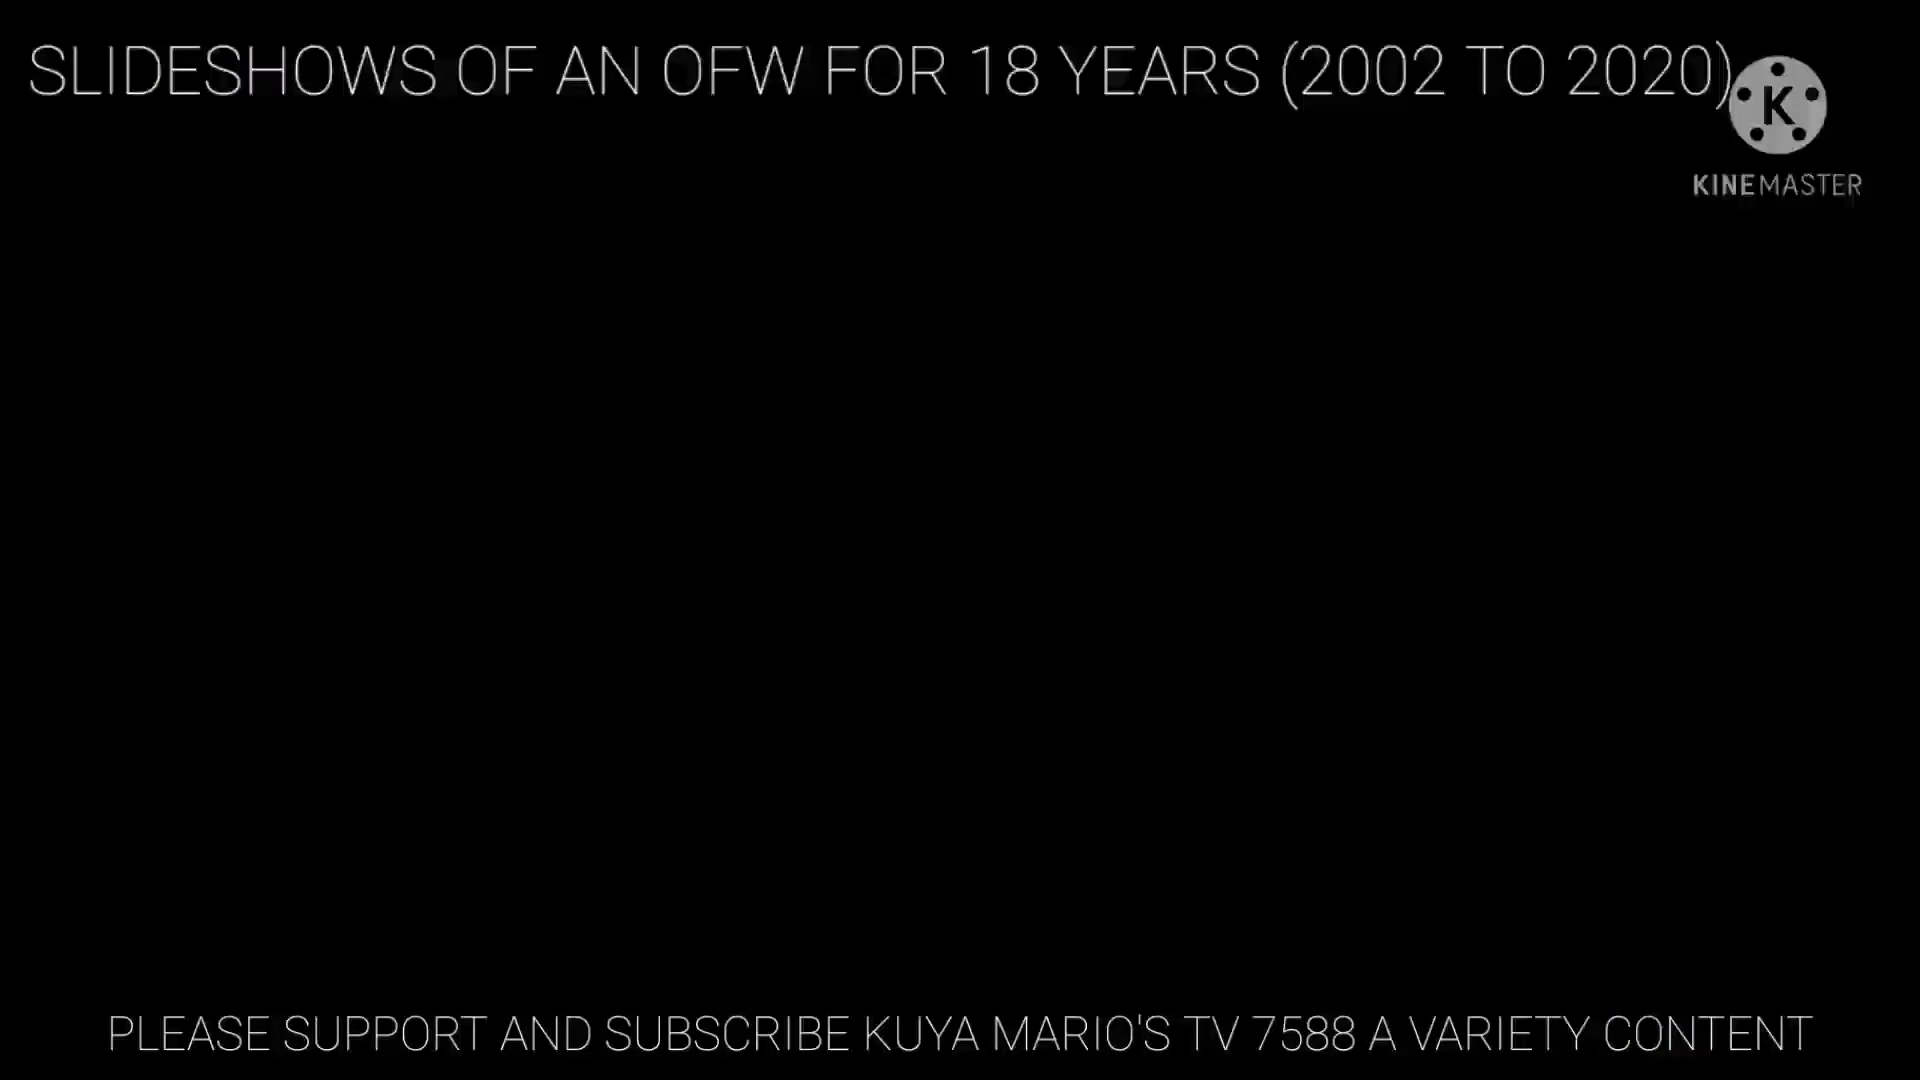 SLIDESHOWS OF AN OFW FOR 18 YEARS (2002 TO 2020)
K
KINEMASTER
PLEASE SUPPORT AND SUBSCRIBE KUYA MARIO'S TV 7588 A VARIETY CONTENT